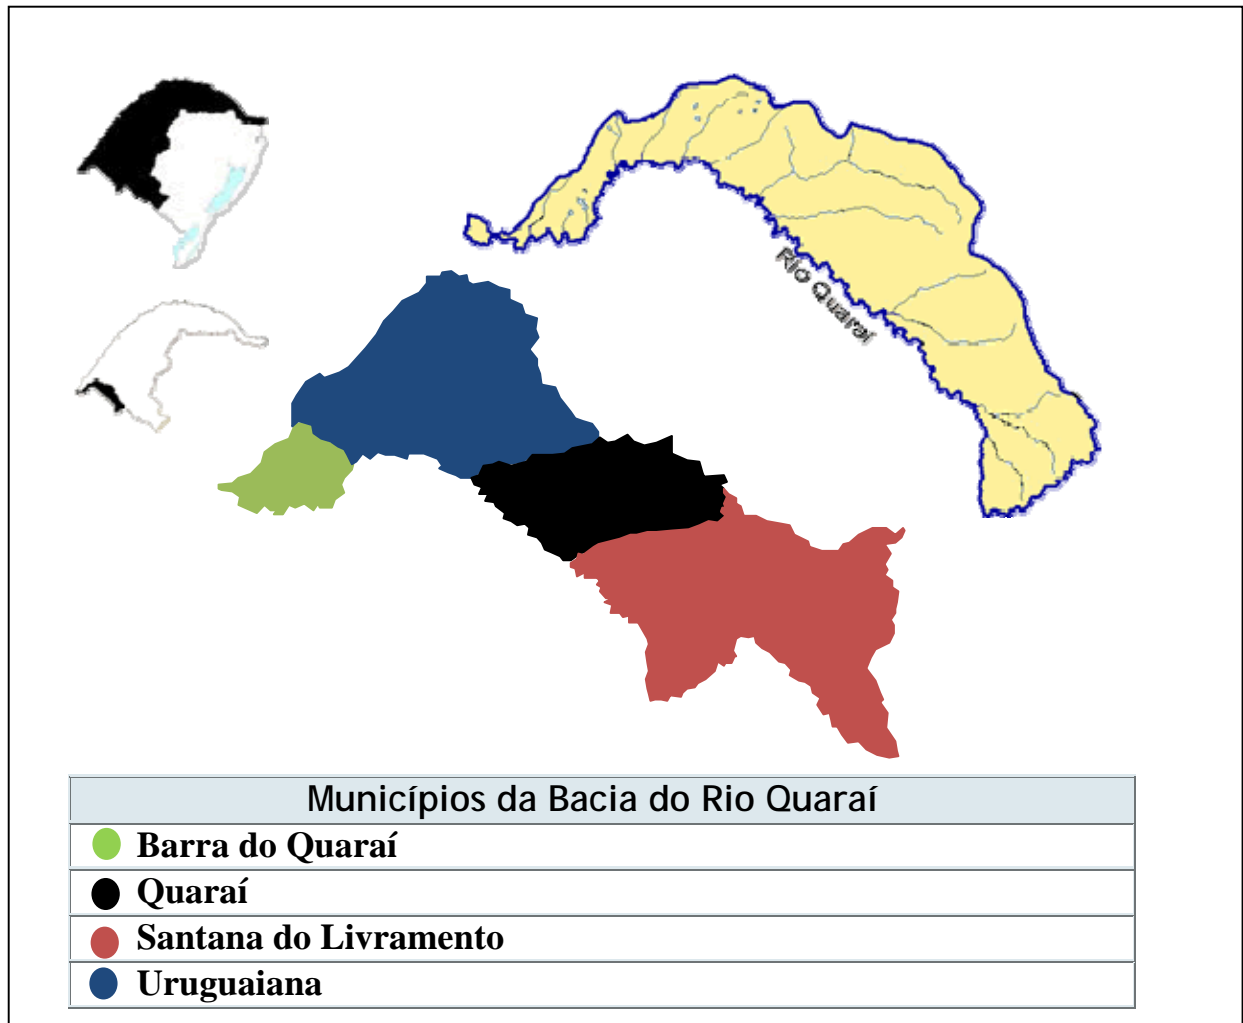 Rio Quaraí
Municípios da Bacia do Rio Quaraí
Barra do Quaraí
Quaraí
Santana do Livramento
Uruguaiana